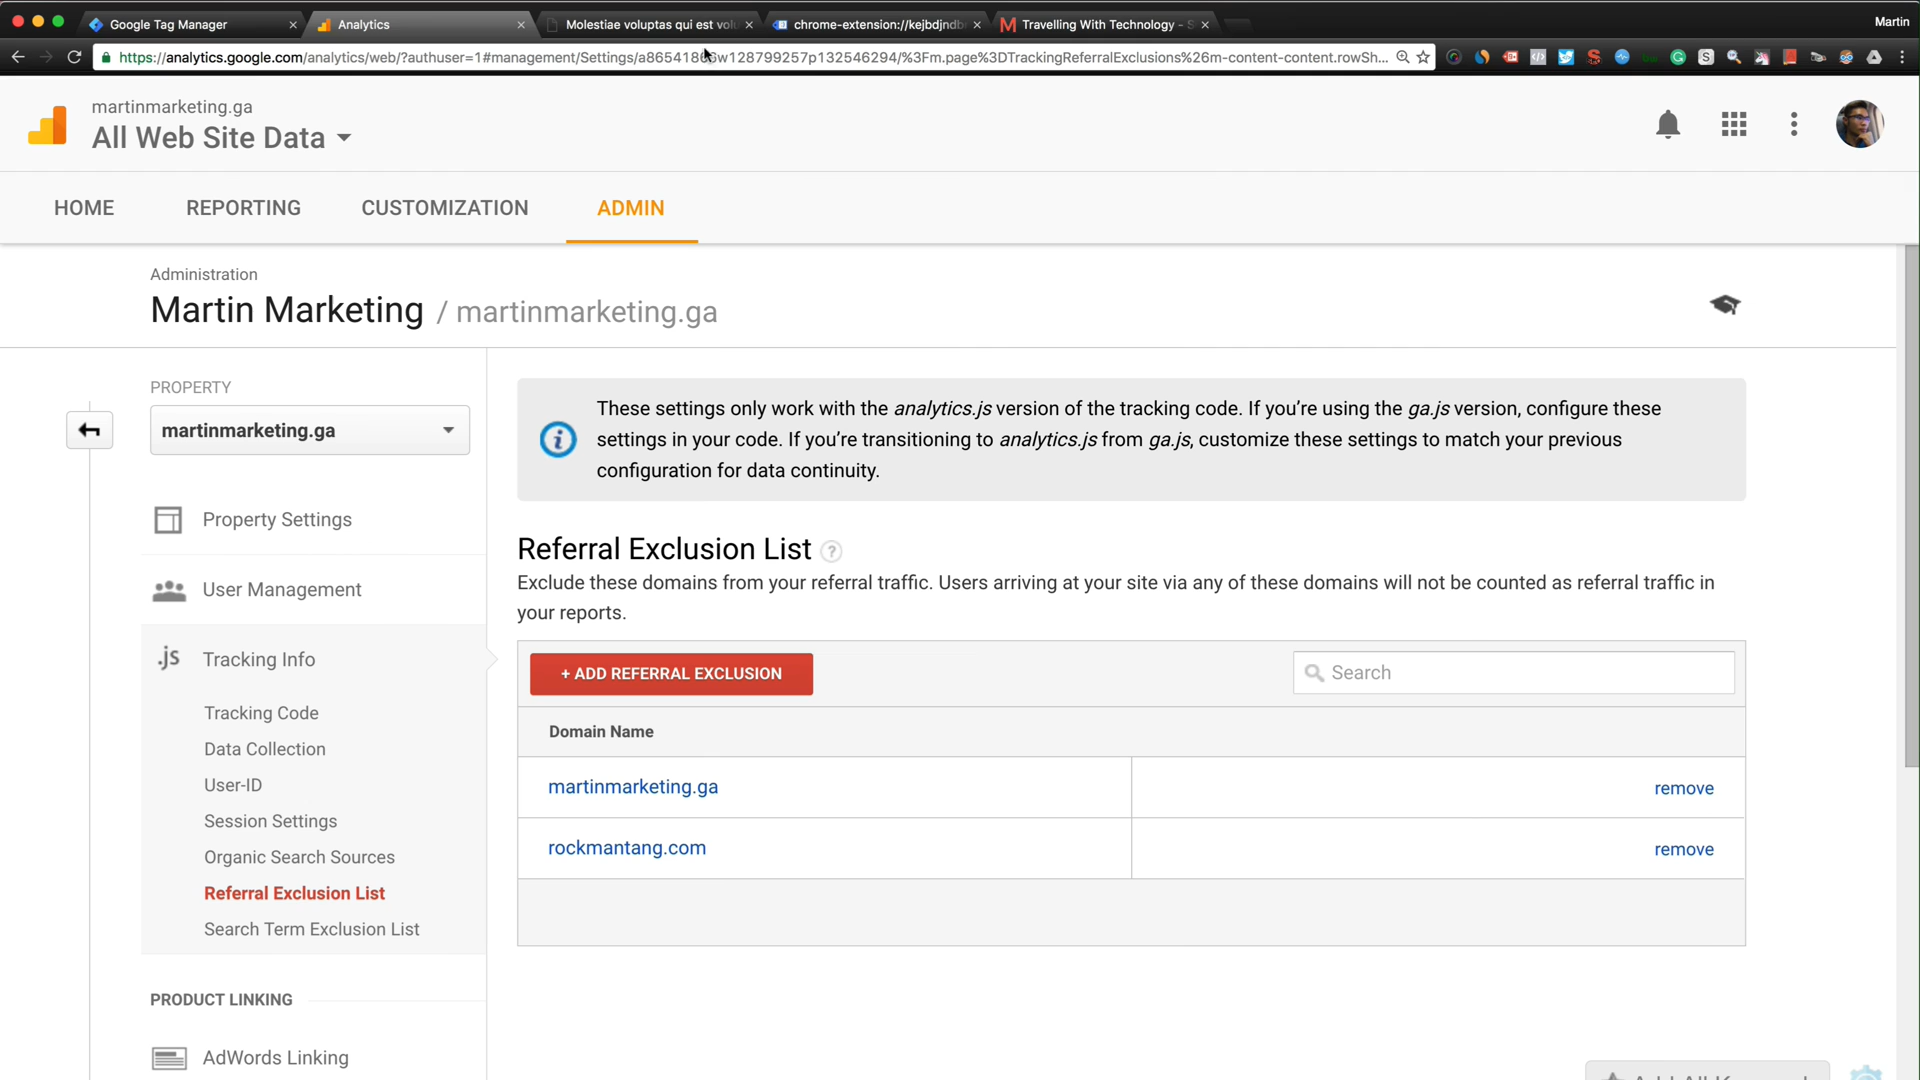 Google Tag Manager
Analytics
Molestiae voluptas qui est volu
chrome-extension://kejbdjndb
Travelling With Technology - S
Martin
https://analytics.google.com/analytics/web/?authuser=1#management/Settings/a86541866w128799257p132546294/%3Fm.page%3DTrackingReferralExclusions%26m-content-content.rowSh...
martinmarketing.ga
All Web Site Data
HOME
REPORTING
CUSTOMIZATION
ADMIN
Administration
Martin Marketing / martinmarketing.ga
PROPERTY
martinmarketing.ga
Property Settings
User Management
.js Tracking Info
Tracking Code
Data Collection
User-ID
Session Settings
Organic Search Sources
Referral Exclusion List
Search Term Exclusion List
PRODUCT LINKING
AdWords Linking
These settings only work with the analytics.js version of the tracking code. If you're using the ga.js version, configure these
settings in your code. If you're transitioning to analytics.js from ga.js, customize these settings to match your previous
configuration for data continuity.
Referral Exclusion List ?
Exclude these domains from your referral traffic. Users arriving at your site via any of these domains will not be counted as referral traffic in
your reports.
+ ADD REFERRAL EXCLUSION
Search
Domain Name
martinmarketing.ga
remove
rockmantang.com
remove